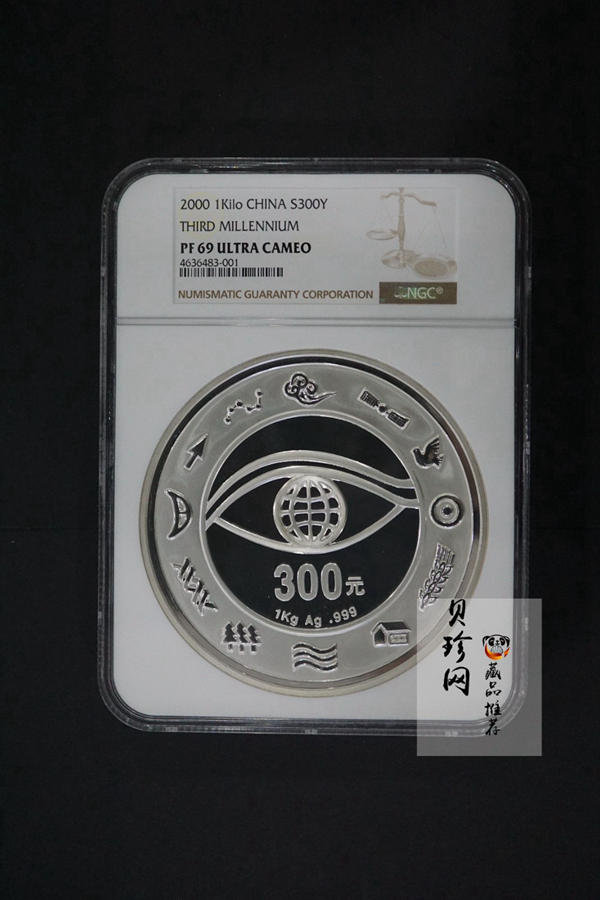 2000 1Kilo CHINA S300Y
THIRD MILLENNIUM
PF 69 ULTRA CAMEO
4636483-001
NUMISMATIC GUARANTY CORPORATION
NGC®
300元
1Kg Ag .999
贝珍网
藏品推荐